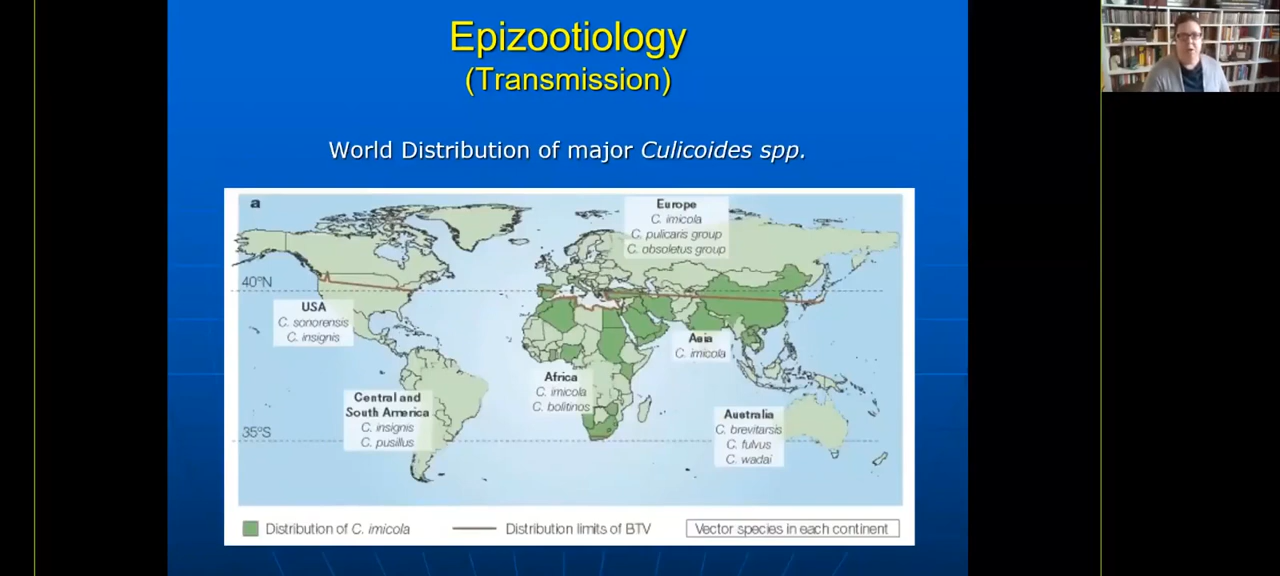 Epizootiology
(Transmission)
World Distribution of major Culicoides spp.
a
Europe
C. imicola
C. pulicaris group
C. obsoletus group
40°N
USA
C. sonorensis
C. insignis
Asia
C. imicola
Africa
C. imicola
C. bolitinos
Central and
South America
C. insignis
C. pusillus
Australia
C. brevitarsis
C. fulvus
C. wadai
35°S
Distribution of C. imicola
Distribution limits of BTV
Vector species in each continent